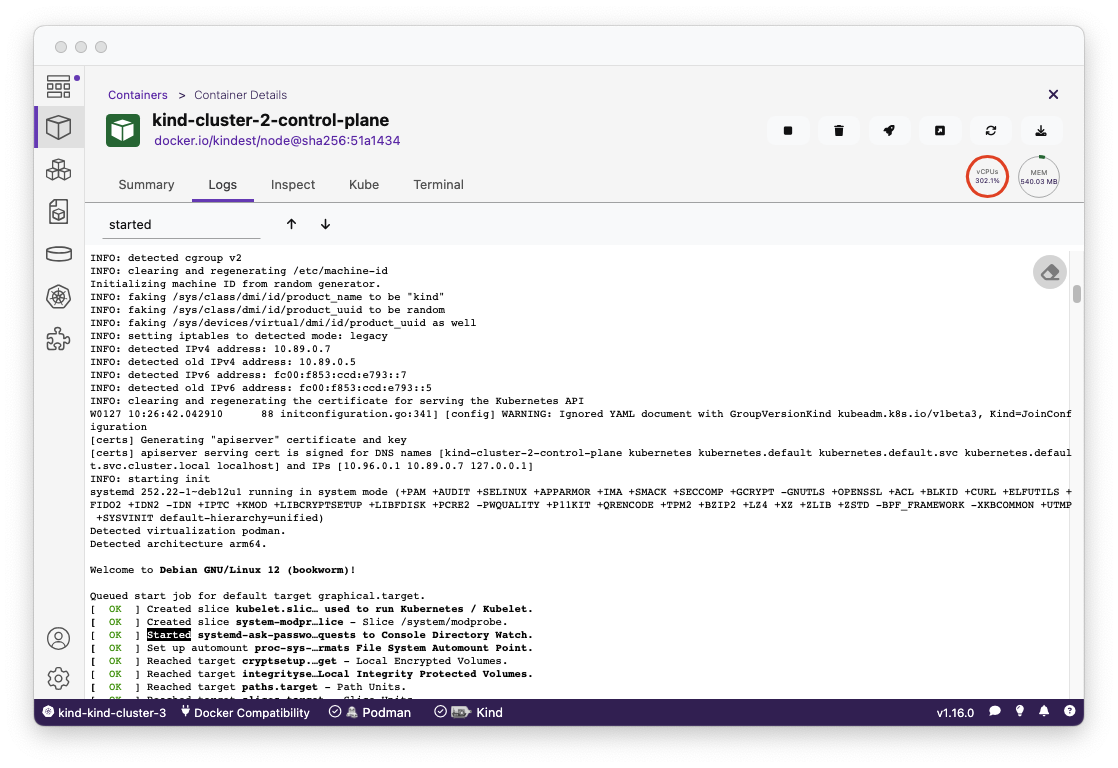 Containers > Container Details
kind-cluster-2-control-plane
docker.io/kindest/node@sha256:51a1434
vCPUs
302.1%
MEM
540.03 MB
Summary Logs Inspect Kube Terminal
started
INFO: detected cgroup v2
INFO: clearing and regenerating /etc/machine-id
Initializing machine ID from random generator.
INFO: faking /sys/class/dmi/id/product_name to be "kind"
INFO: faking /sys/class/dmi/id/product_uuid to be random
INFO: faking /sys/devices/virtual/dmi/id/product_uuid as well
INFO: setting iptables to detected mode: legacy
INFO: detected IPv4 address: 10.89.0.7
INFO: detected old IPv4 address: 10.89.0.5
INFO: detected IPv6 address: fc00:f853:ccd:e793::7
INFO: detected old IPv6 address: fc00:f853:ccd:e793::5
INFO: clearing and regenerating the certificate for serving the Kubernetes API
W0127 10:26:42.042910      88 initconfiguration.go:341] [config] WARNING: Ignored YAML document with GroupVersionKind kubeadm.k8s.io/v1beta3, Kind=JoinConf
iguration
[certs] Generating "apiserver" certificate and key
[certs] apiserver serving cert is signed for DNS names [kind-cluster-2-control-plane kubernetes kubernetes.default kubernetes.default.svc kubernetes.defaul
t.svc.cluster.local localhost] and IPs [10.96.0.1 10.89.0.7 127.0.0.1]
INFO: starting init
systemd 252.22-1~deb12u1 running in system mode (+PAM +AUDIT +SELINUX +APPARMOR +IMA +SMACK +SECCOMP +GCRYPT -GNUTLS +OPENSSL +ACL +BLKID +CURL +ELFUTILS +
FIDO2 +IDN2 -IDN +IPTC +KMOD +LIBCRYPTSETUP +LIBFDISK +PCRE2 -PWQUALITY +P11KIT +QRENCODE +TPM2 +BZIP2 +LZ4 +XZ +ZLIB +ZSTD -BPF_FRAMEWORK -XKBCOMMON +UTMP
+SYSVINIT default-hierarchy=unified)
Detected virtualization podman.
Detected architecture arm64.
Welcome to Debian GNU/Linux 12 (bookworm)!
Queued start job for default target graphical.target.
[  OK  ] Created slice kubelet.slic… used to run Kubernetes / Kubelet.
[  OK  ] Created slice system-modpr…lice - Slice /system/modprobe.
[  OK  ] Started systemd-ask-passwo…quests to Console Directory Watch.
[  OK  ] Set up automount proc-sys-…rmats File System Automount Point.
[  OK  ] Reached target cryptsetup.…get - Local Encrypted Volumes.
[  OK  ] Reached target integrityse…Local Integrity Protected Volumes.
[  OK  ] Reached target paths.target - Path Units.
[  OK  ] Reached target slices.target - Slice Units.
kind-kind-cluster-3 Docker Compatibility Podman Kind v1.16.0